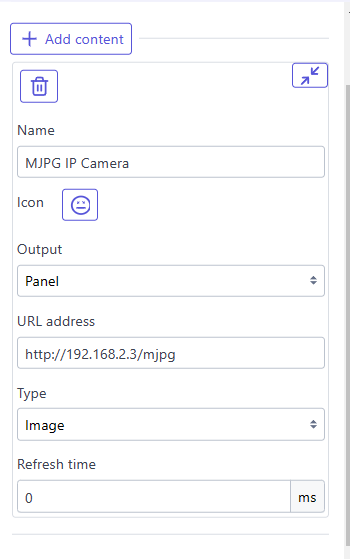 Add content
Name
MJPG IP Camera
Icon
Output
Panel
URL address
http://192.168.2.3/mjpg
Type
Image
Refresh time
0 ms